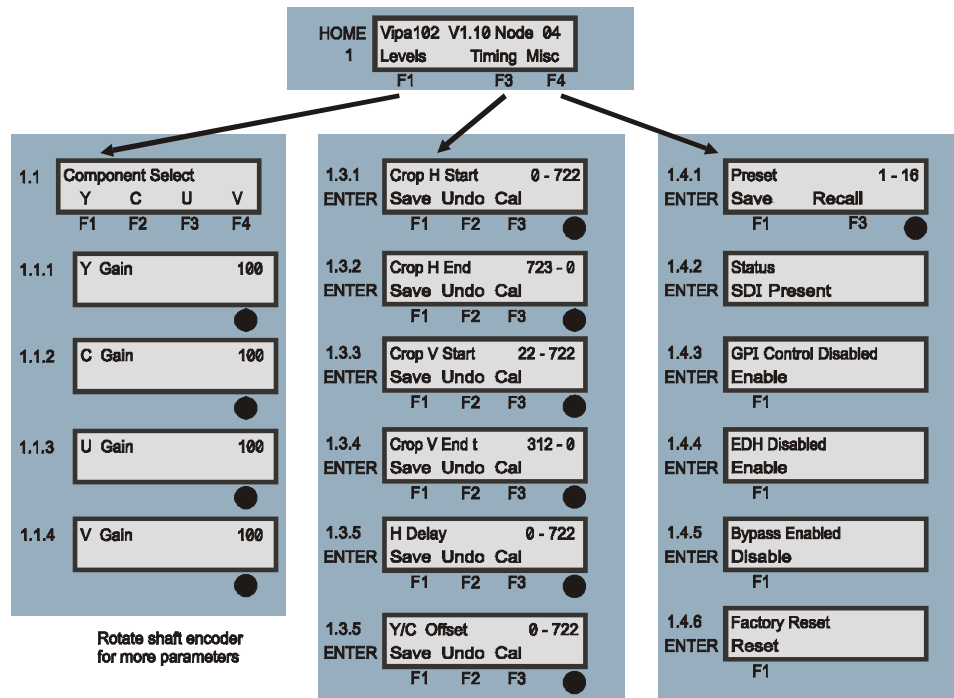 HOME
1
Vipa102 V1.10 Node 04
Levels Timing Misc
F1 F3 F4
1.1
Component Select
Y C U V
F1 F2 F3 F4
1.1.1
Y Gain 100
1.1.2
C Gain 100
1.1.3
U Gain 100
1.1.4
V Gain 100
Rotate shaft encoder
for more parameters
1.3.1
ENTER
Crop H Start 0 - 722
Save Undo Cal
F1 F2 F3
1.3.2
ENTER
Crop H End 723 - 0
Save Undo Cal
F1 F2 F3
1.3.3
ENTER
Crop V Start 22 - 722
Save Undo Cal
F1 F2 F3
1.3.4
ENTER
Crop V End t 312 - 0
Save Undo Cal
F1 F2 F3
1.3.5
ENTER
H Delay 0 - 722
Save Undo Cal
F1 F2 F3
1.3.5
ENTER
Y/C Offset 0 - 722
Save Undo Cal
F1 F2 F3
1.4.1
ENTER
Preset 1 - 16
Save Recall
F1 F3
1.4.2
ENTER
Status
SDI Present
1.4.3
ENTER
GPI Control Disabled
Enable
F1
1.4.4
ENTER
EDH Disabled
Enable
F1
1.4.5
ENTER
Bypass Enabled
Disable
F1
1.4.6
ENTER
Factory Reset
Reset
F1